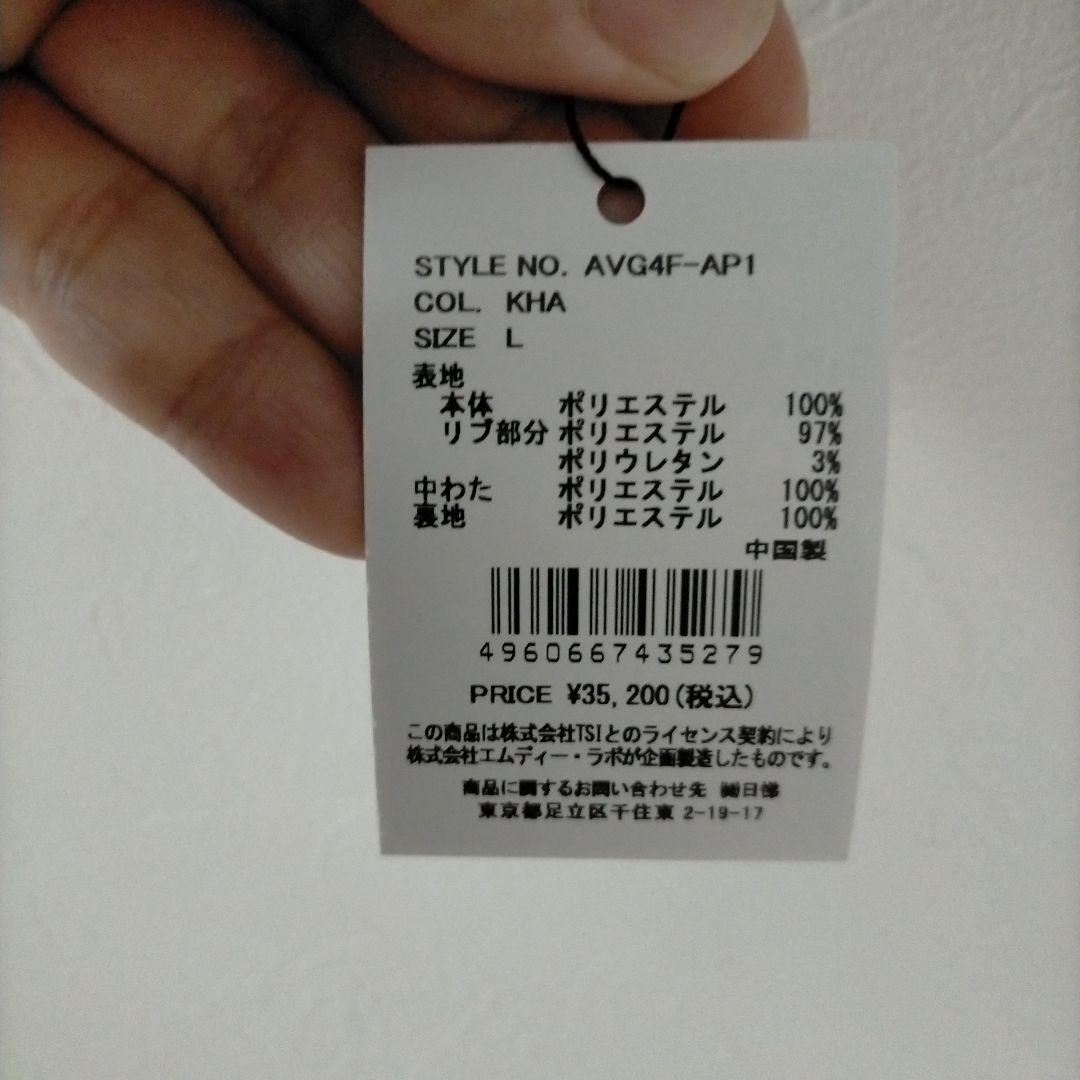 STYLE NO. AVG4F-AP1
COL. KHA
SIZE L
表地
本体 ポリエステル 100%
リブ部分 ポリエステル 97%
ポリウレタン 3%
中わた ポリエステル 100%
裏地 ポリエステル 100%
中国製
4960667435279
PRICE ¥35,200(税込)
この商品は株式会社TSIとのライセンス契約により
株式会社エムディー・ラボが企画製造したものです。
商品に関するお問い合わせ先
東京都足立区千住東 2-19-17